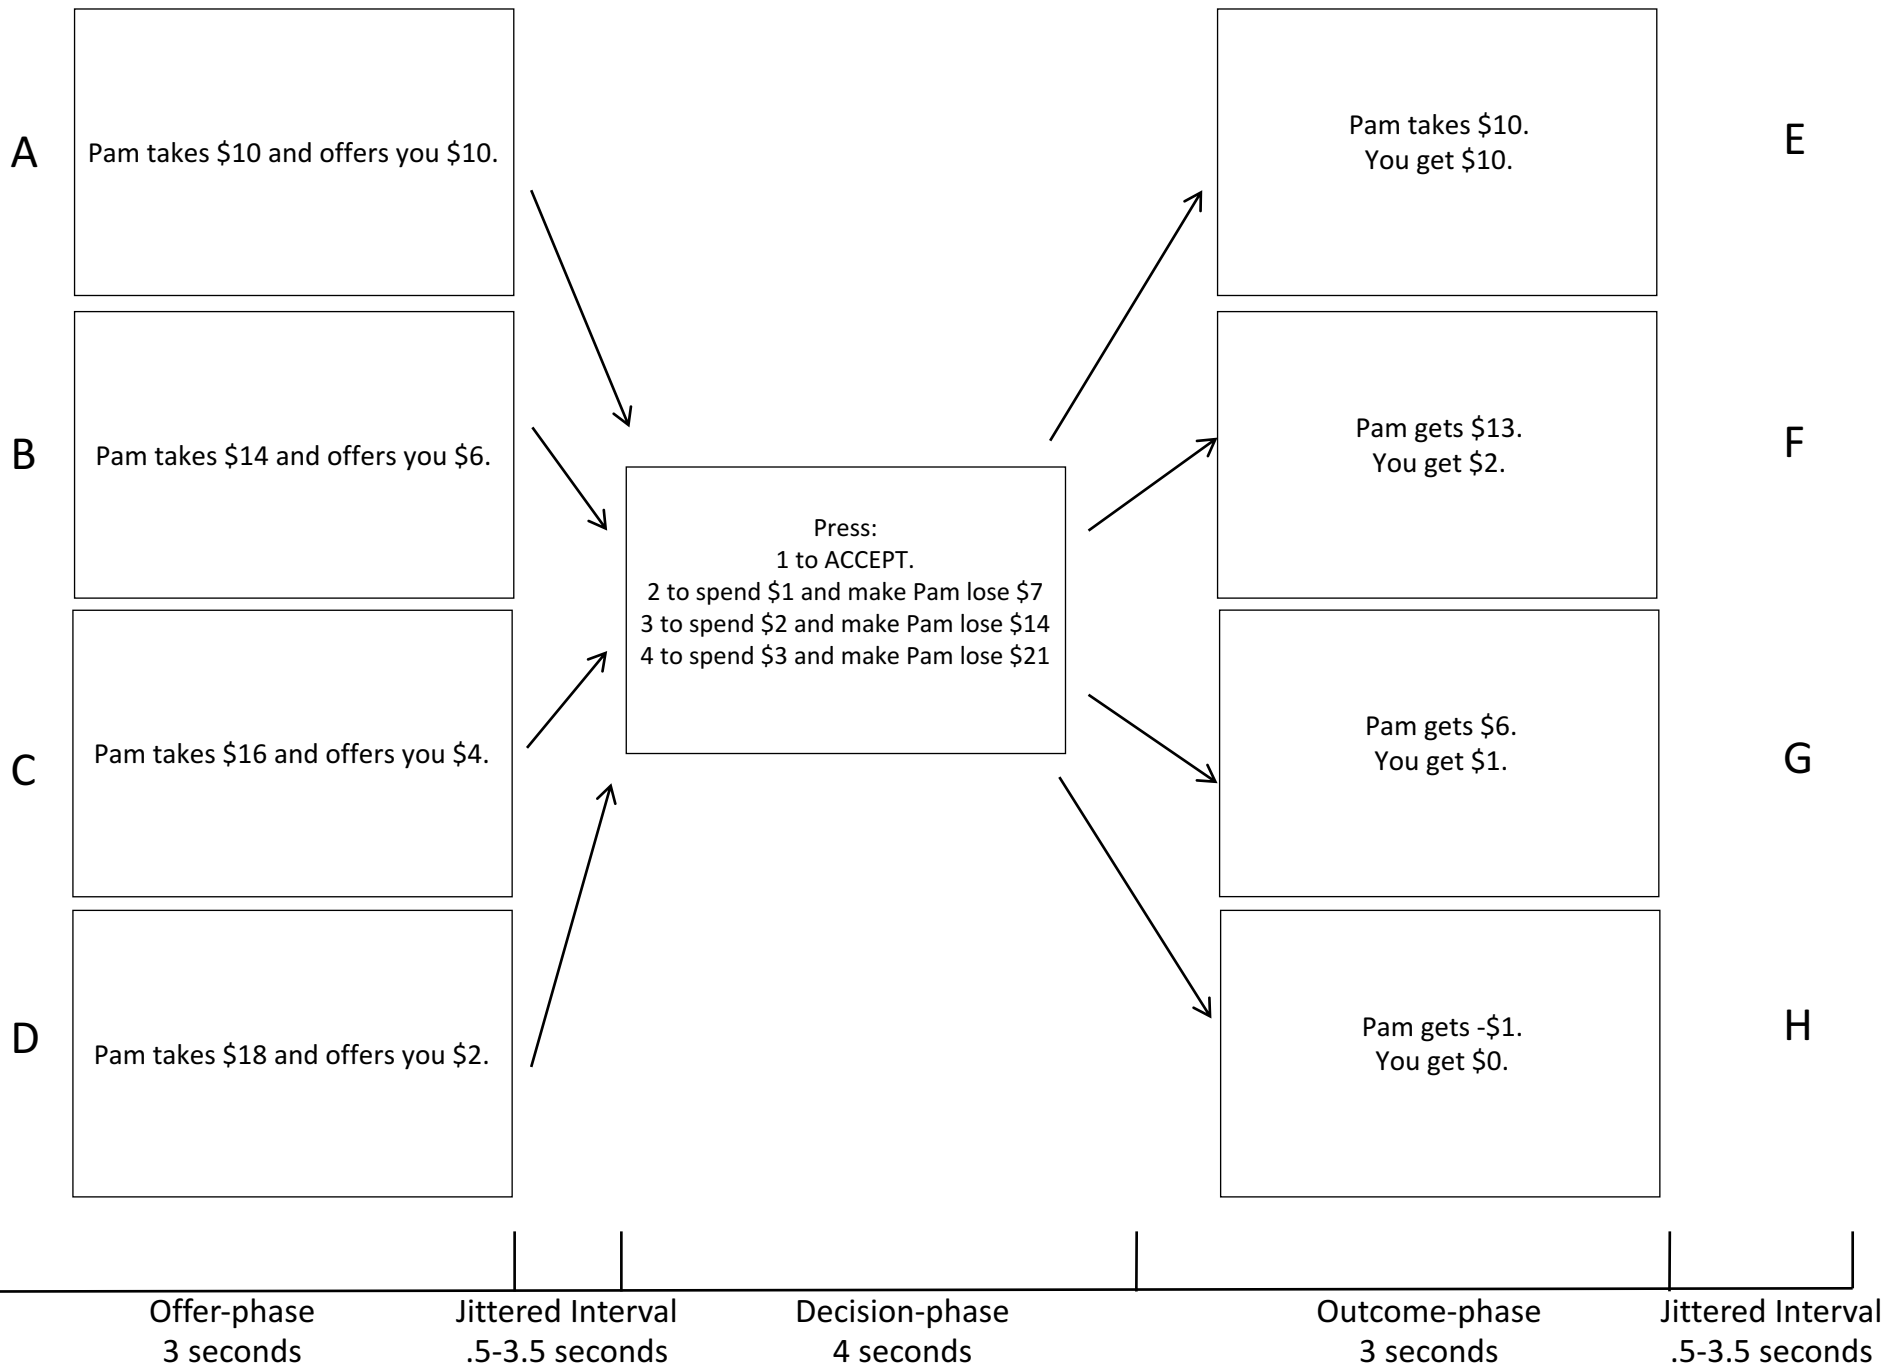 A
Pam takes $10 and offers you $10.
B
Pam takes $14 and offers you $6.
C
Pam takes $16 and offers you $4.
D
Pam takes $18 and offers you $2.
Press:
1 to ACCEPT.
2 to spend $1 and make Pam lose $7
3 to spend $2 and make Pam lose $14
4 to spend $3 and make Pam lose $21
Pam takes $10.
You get $10.
E
Pam gets $13.
You get $2.
F
Pam gets $6.
You get $1.
G
Pam gets -$1.
You get $0.
H
Offer-phase
3 seconds
Jittered Interval
.5-3.5 seconds
Decision-phase
4 seconds
Outcome-phase
3 seconds
Jittered Interval
.5-3.5 seconds